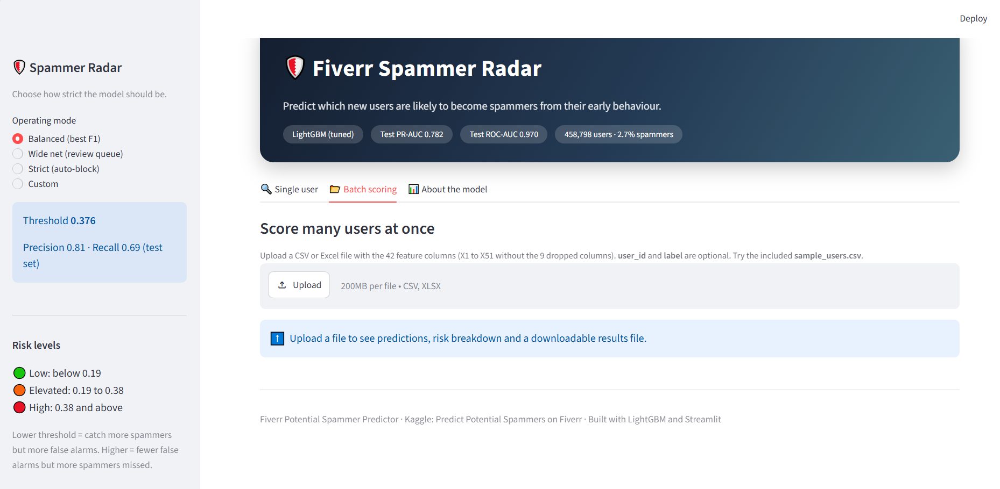 Deploy
Spammer Radar
Choose how strict the model should be.
Operating mode
Balanced (best F1)
Wide net (review queue)
Strict (auto-block)
Custom
Threshold 0.376
Precision 0.81 · Recall 0.69 (test
set)
Risk levels
Low: below 0.19
Elevated: 0.19 to 0.38
High: 0.38 and above
Lower threshold = catch more spammers
but more false alarms. Higher = fewer false
alarms but more spammers missed.
Fiverr Spammer Radar
Predict which new users are likely to become spammers from their early behaviour.
LightGBM (tuned) Test PR-AUC 0.782 Test ROC-AUC 0.970 458,798 users · 2.7% spammers
Single user Batch scoring About the model
Score many users at once
Upload a CSV or Excel file with the 42 feature columns (X1 to X51 without the 9 dropped columns). user_id and label are optional. Try the included sample_users.csv.
Upload 200MB per file • CSV, XLSX
Upload a file to see predictions, risk breakdown and a downloadable results file.
Fiverr Potential Spammer Predictor · Kaggle: Predict Potential Spammers on Fiverr · Built with LightGBM and Streamlit